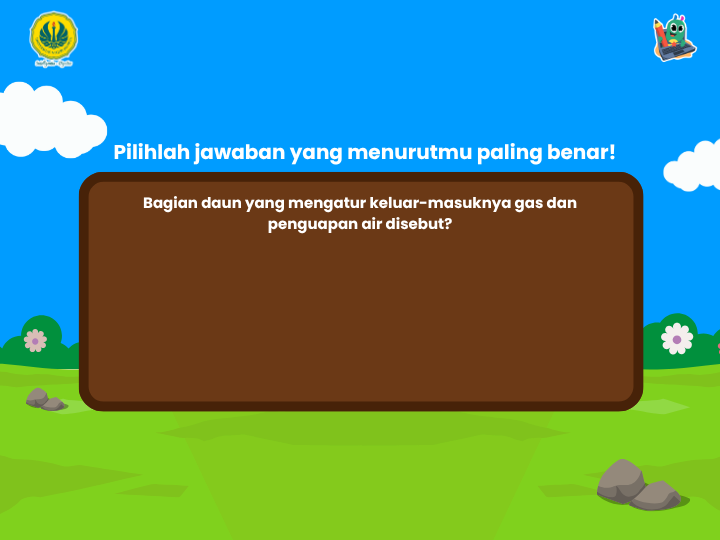 Pilihlah jawaban yang menurutmu paling benar!
Bagian daun yang mengatur keluar-masuknya gas dan
penguapan air disebut?